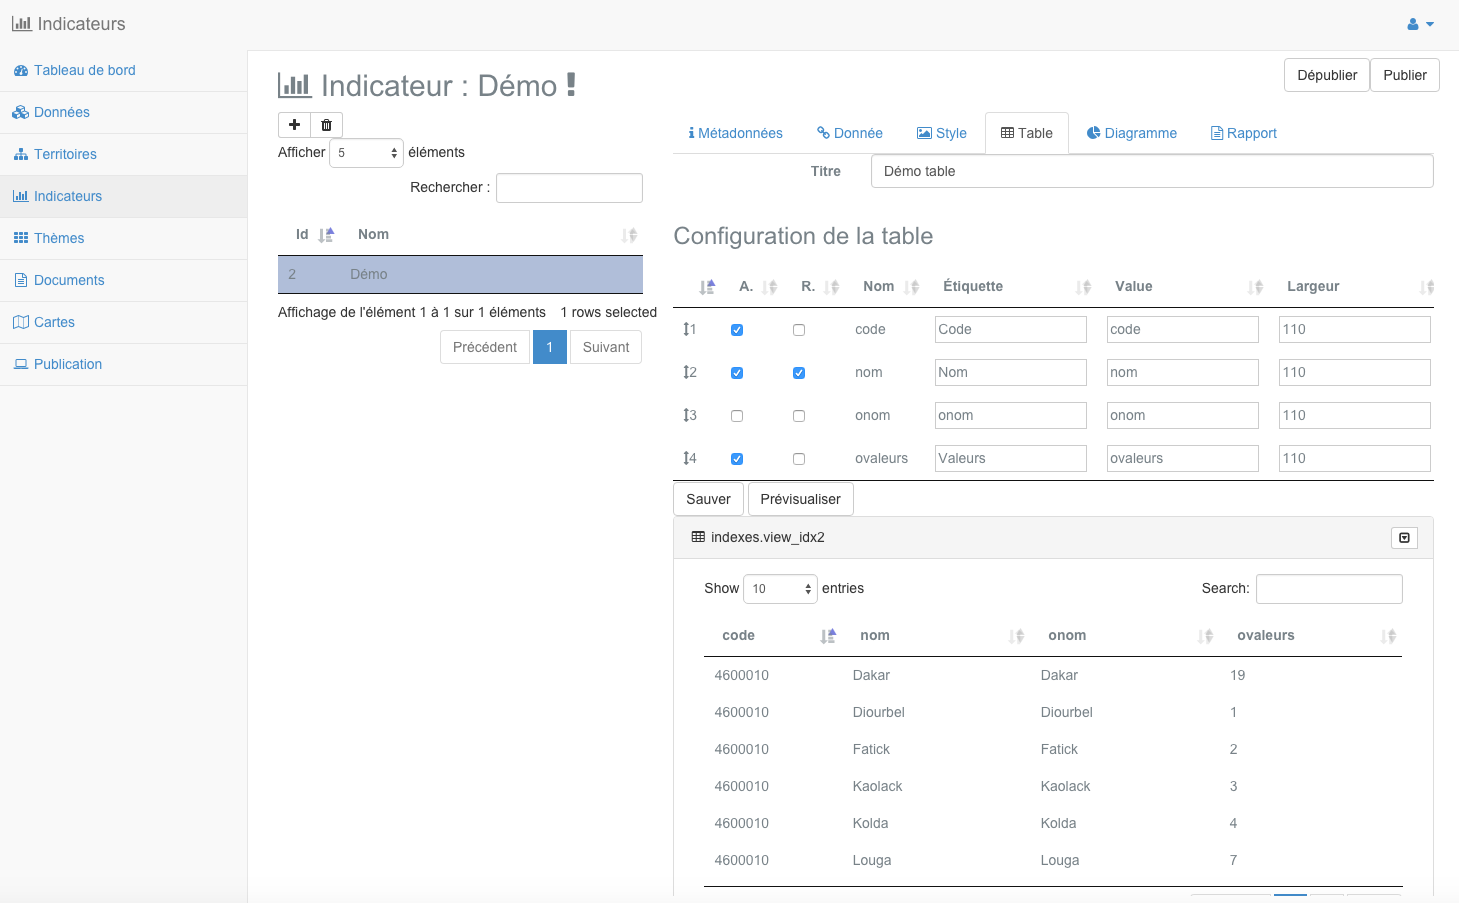 Indicateurs
Tableau de bord
Données
Territoires
Indicateurs
Thèmes
Documents
Cartes
Publication
Indicateur : Démo !
Dépublier Publier
Afficher 5 éléments
Rechercher :
Id Nom
2 Démo
Affichage de l'élément 1 à 1 sur 1 éléments 1 rows selected
Précédent 1 Suivant
Métadonnées Donnée Style Table Diagramme Rapport
Titre Démo table
Configuration de la table
A. R. Nom Étiquette Value Largeur
1 code Code code 110
2 nom Nom nom 110
3 onom onom onom 110
4 ovaleurs Valeurs ovaleurs 110
Sauver Prévisualiser
indexes.view_idx2
Show 10 entries Search:
code nom onom ovaleurs
4600010 Dakar Dakar 19
4600010 Diourbel Diourbel 1
4600010 Fatick Fatick 2
4600010 Kaolack Kaolack 3
4600010 Kolda Kolda 4
4600010 Louga Louga 7